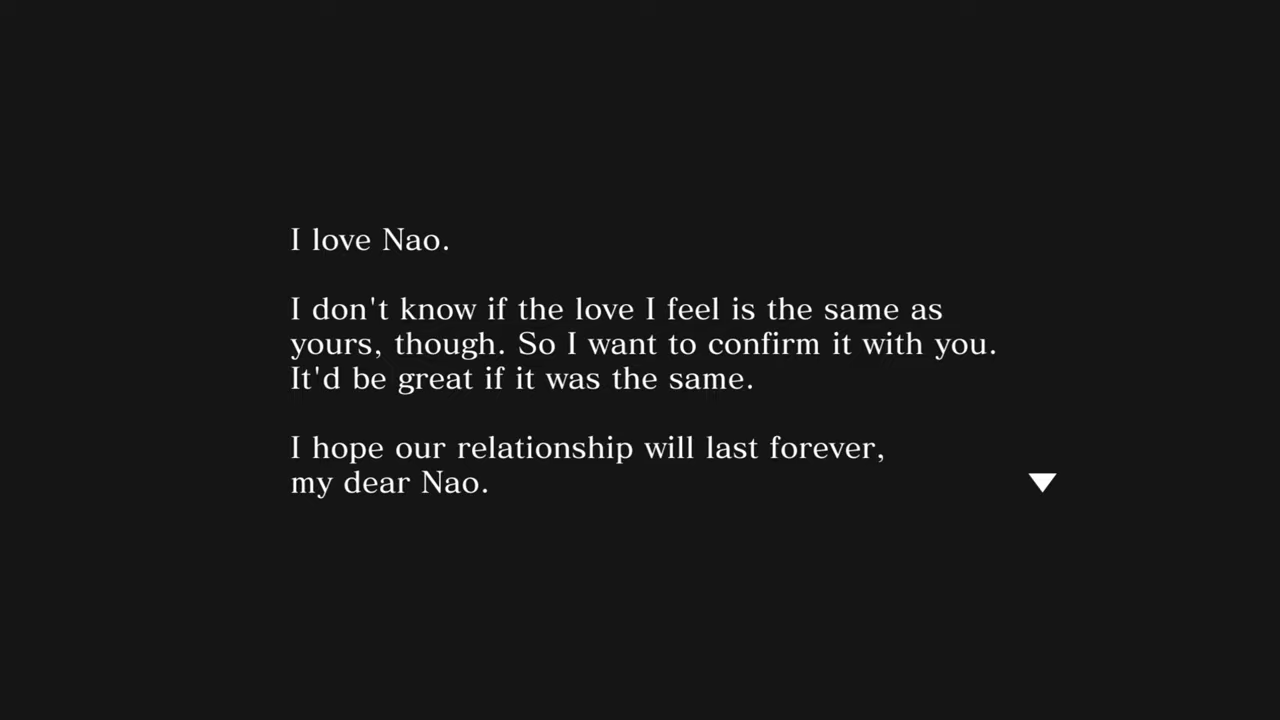 I love Nao.
I don't know if the love I feel is the same as
yours, though. So I want to confirm it with you.
It'd be great if it was the same.
I hope our relationship will last forever,
my dear Nao.